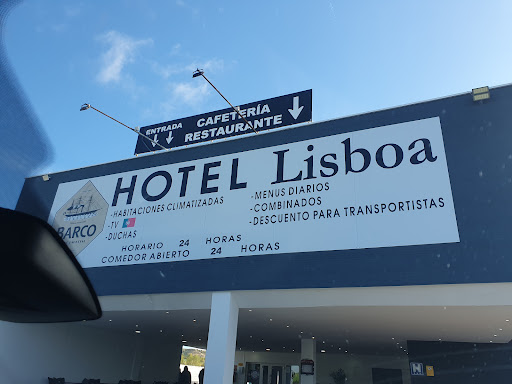 ENTRADA CAFETERÍA
RESTAURANTE
HOTEL Lisboa
-HABITACIONES CLIMATIZADAS
-TV
-DUCHAS
-MENUS DIARIOS
-COMBINADOS
-DESCUENTO PARA TRANSPORTISTAS
HORARIO 24 HORAS
COMEDOR ABIERTO 24 HORAS
BARCO
H